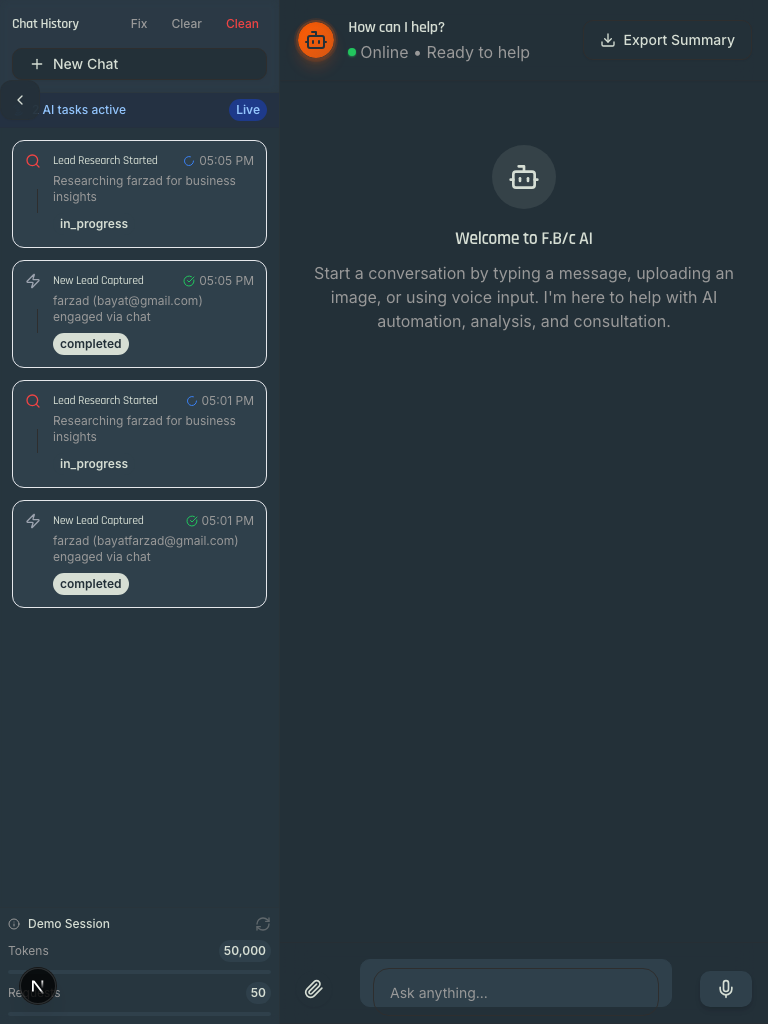 Chat History
Fix
Clear
Clean
New Chat
AI tasks active
Live
Lead Research Started
05:05 PM
Researching farzad for business
insights
in_progress
New Lead Captured
05:05 PM
farzad (bayat@gmail.com)
engaged via chat
completed
Lead Research Started
05:01 PM
Researching farzad for business
insights
in_progress
New Lead Captured
05:01 PM
farzad (bayatfarzad@gmail.com)
engaged via chat
completed
Demo Session
Tokens
50,000
Requests
50
N
How can I help?
Online • Ready to help
Export Summary
Welcome to F.B/c AI
Start a conversation by typing a message, uploading an
image, or using voice input. I'm here to help with AI
automation, analysis, and consultation.
Ask anything...